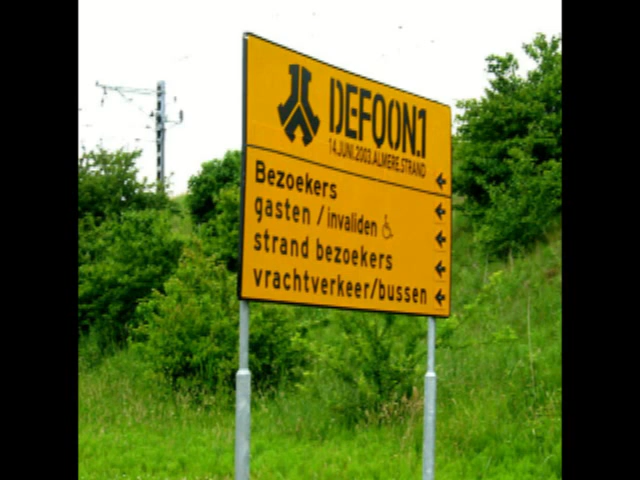 DEFQON.1
14.JUNI.2003.ALMERE.STRAND
Bezoekers
gasten / invaliden
strand bezoekers
vrachtverkeer/bussen